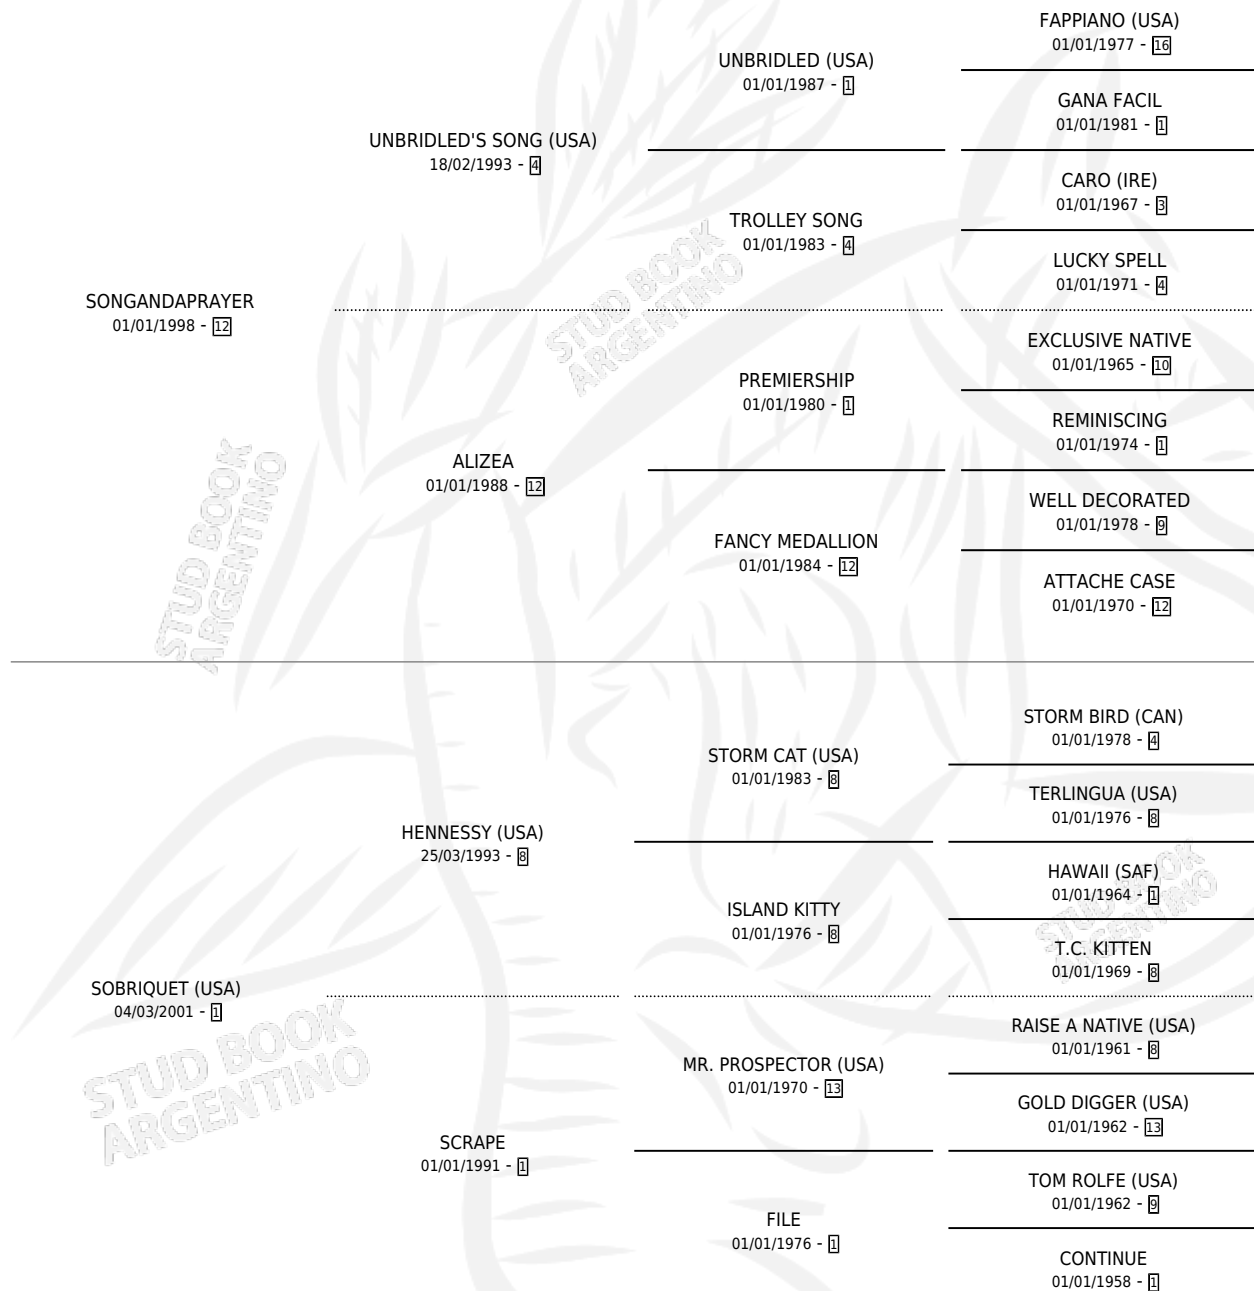 FAPPIANO (USA)
01/01/1977 - 16
UNBRIDLED (USA)
01/01/1987 - 1
GANA FACIL
01/01/1981 - 1
UNBRIDLED'S SONG (USA)
18/02/1993 - 4
CARO (IRE)
01/01/1967 - 3
TROLLEY SONG
01/01/1983 - 4
LUCKY SPELL
01/01/1971 - 4
SONGANDAPRAYER
01/01/1998 - 12
STUD BOOK
ARGENTINO
EXCLUSIVE NATIVE
01/01/1965 - 10
PREMIERSHIP
01/01/1980 - 1
REMINISCING
01/01/1974 - 1
ALIZEA
01/01/1988 - 12
WELL DECORATED
01/01/1978 - 9
FANCY MEDALLION
01/01/1984 - 12
ATTACHE CASE
01/01/1970 - 12
STUD BOOK
ARGENTINO
STORM BIRD (CAN)
01/01/1978 - 4
STORM CAT (USA)
01/01/1983 - 8
TERLINGUA (USA)
01/01/1976 - 8
HENNESSY (USA)
25/03/1993 - 8
HAWAII (SAF)
01/01/1964 - 1
ISLAND KITTY
01/01/1976 - 8
STUD BOOK
ARGENTINO
T.C. KITTEN
01/01/1969 - 8
SOBRIQUET (USA)
04/03/2001 - 1
STUD BOOK
ARGENTINO
RAISE A NATIVE (USA)
01/01/1961 - 8
MR. PROSPECTOR (USA)
01/01/1970 - 13
GOLD DIGGER (USA)
01/01/1962 - 13
SCRAPE
01/01/1991 - 1
TOM ROLFE (USA)
01/01/1962 - 9
FILE
01/01/1976 - 1
CONTINUE
01/01/1958 - 1